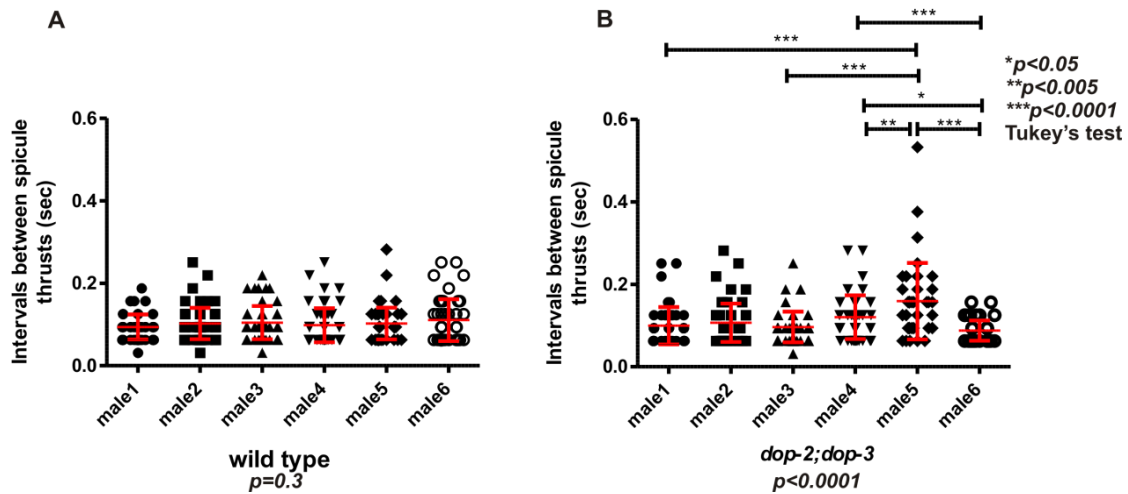 A
Intervals between spicule
thrusts (sec)
0.6
0.4
0.2
0.0
male1
male2
male3
male4
male5
male6
wild type
p=0.3
B
***
***
***
*
**
***
*p<0.05
**p<0.005
***p<0.0001
Tukey's test
Intervals between spicule
thrusts (sec)
0.6
0.4
0.2
0.0
male1
male2
male3
male4
male5
male6
dop-2;dop-3
p<0.0001